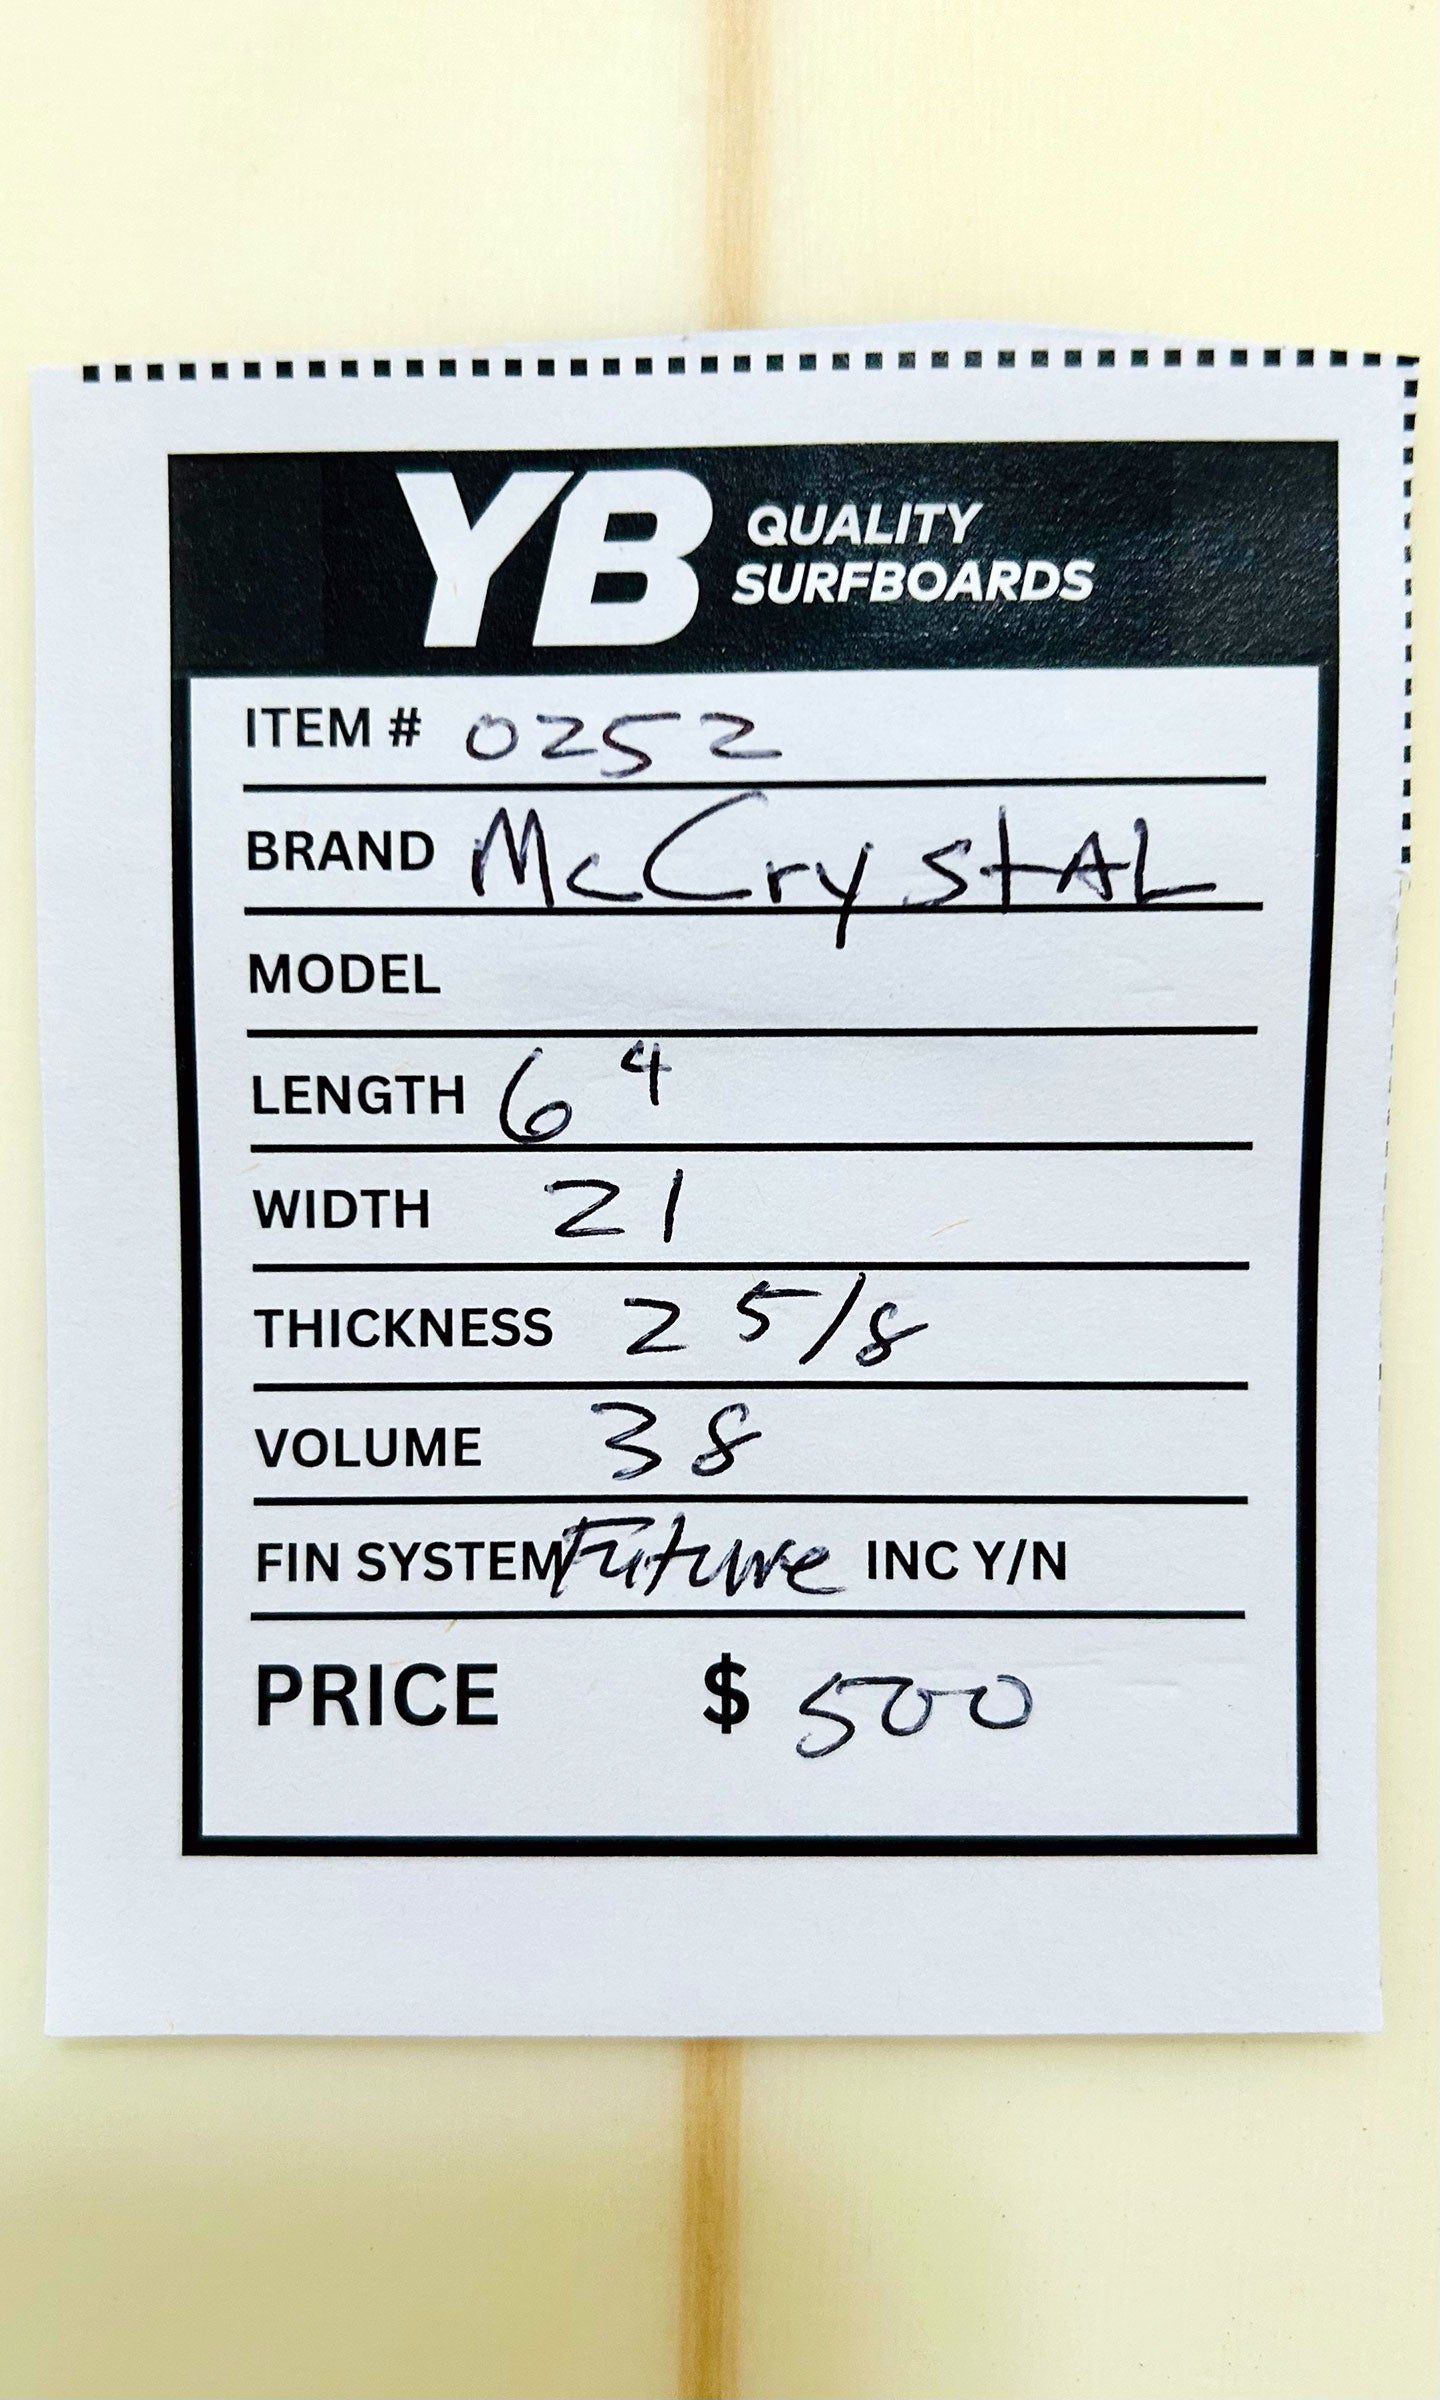 YB QUALITY
SURFBOARDS
ITEM # 0252
BRAND McCrystAL
MODEL
LENGTH 6 4
WIDTH 21
THICKNESS 2 5/8
VOLUME 38
FIN SYSTEM Future INC Y/N
PRICE $ 500